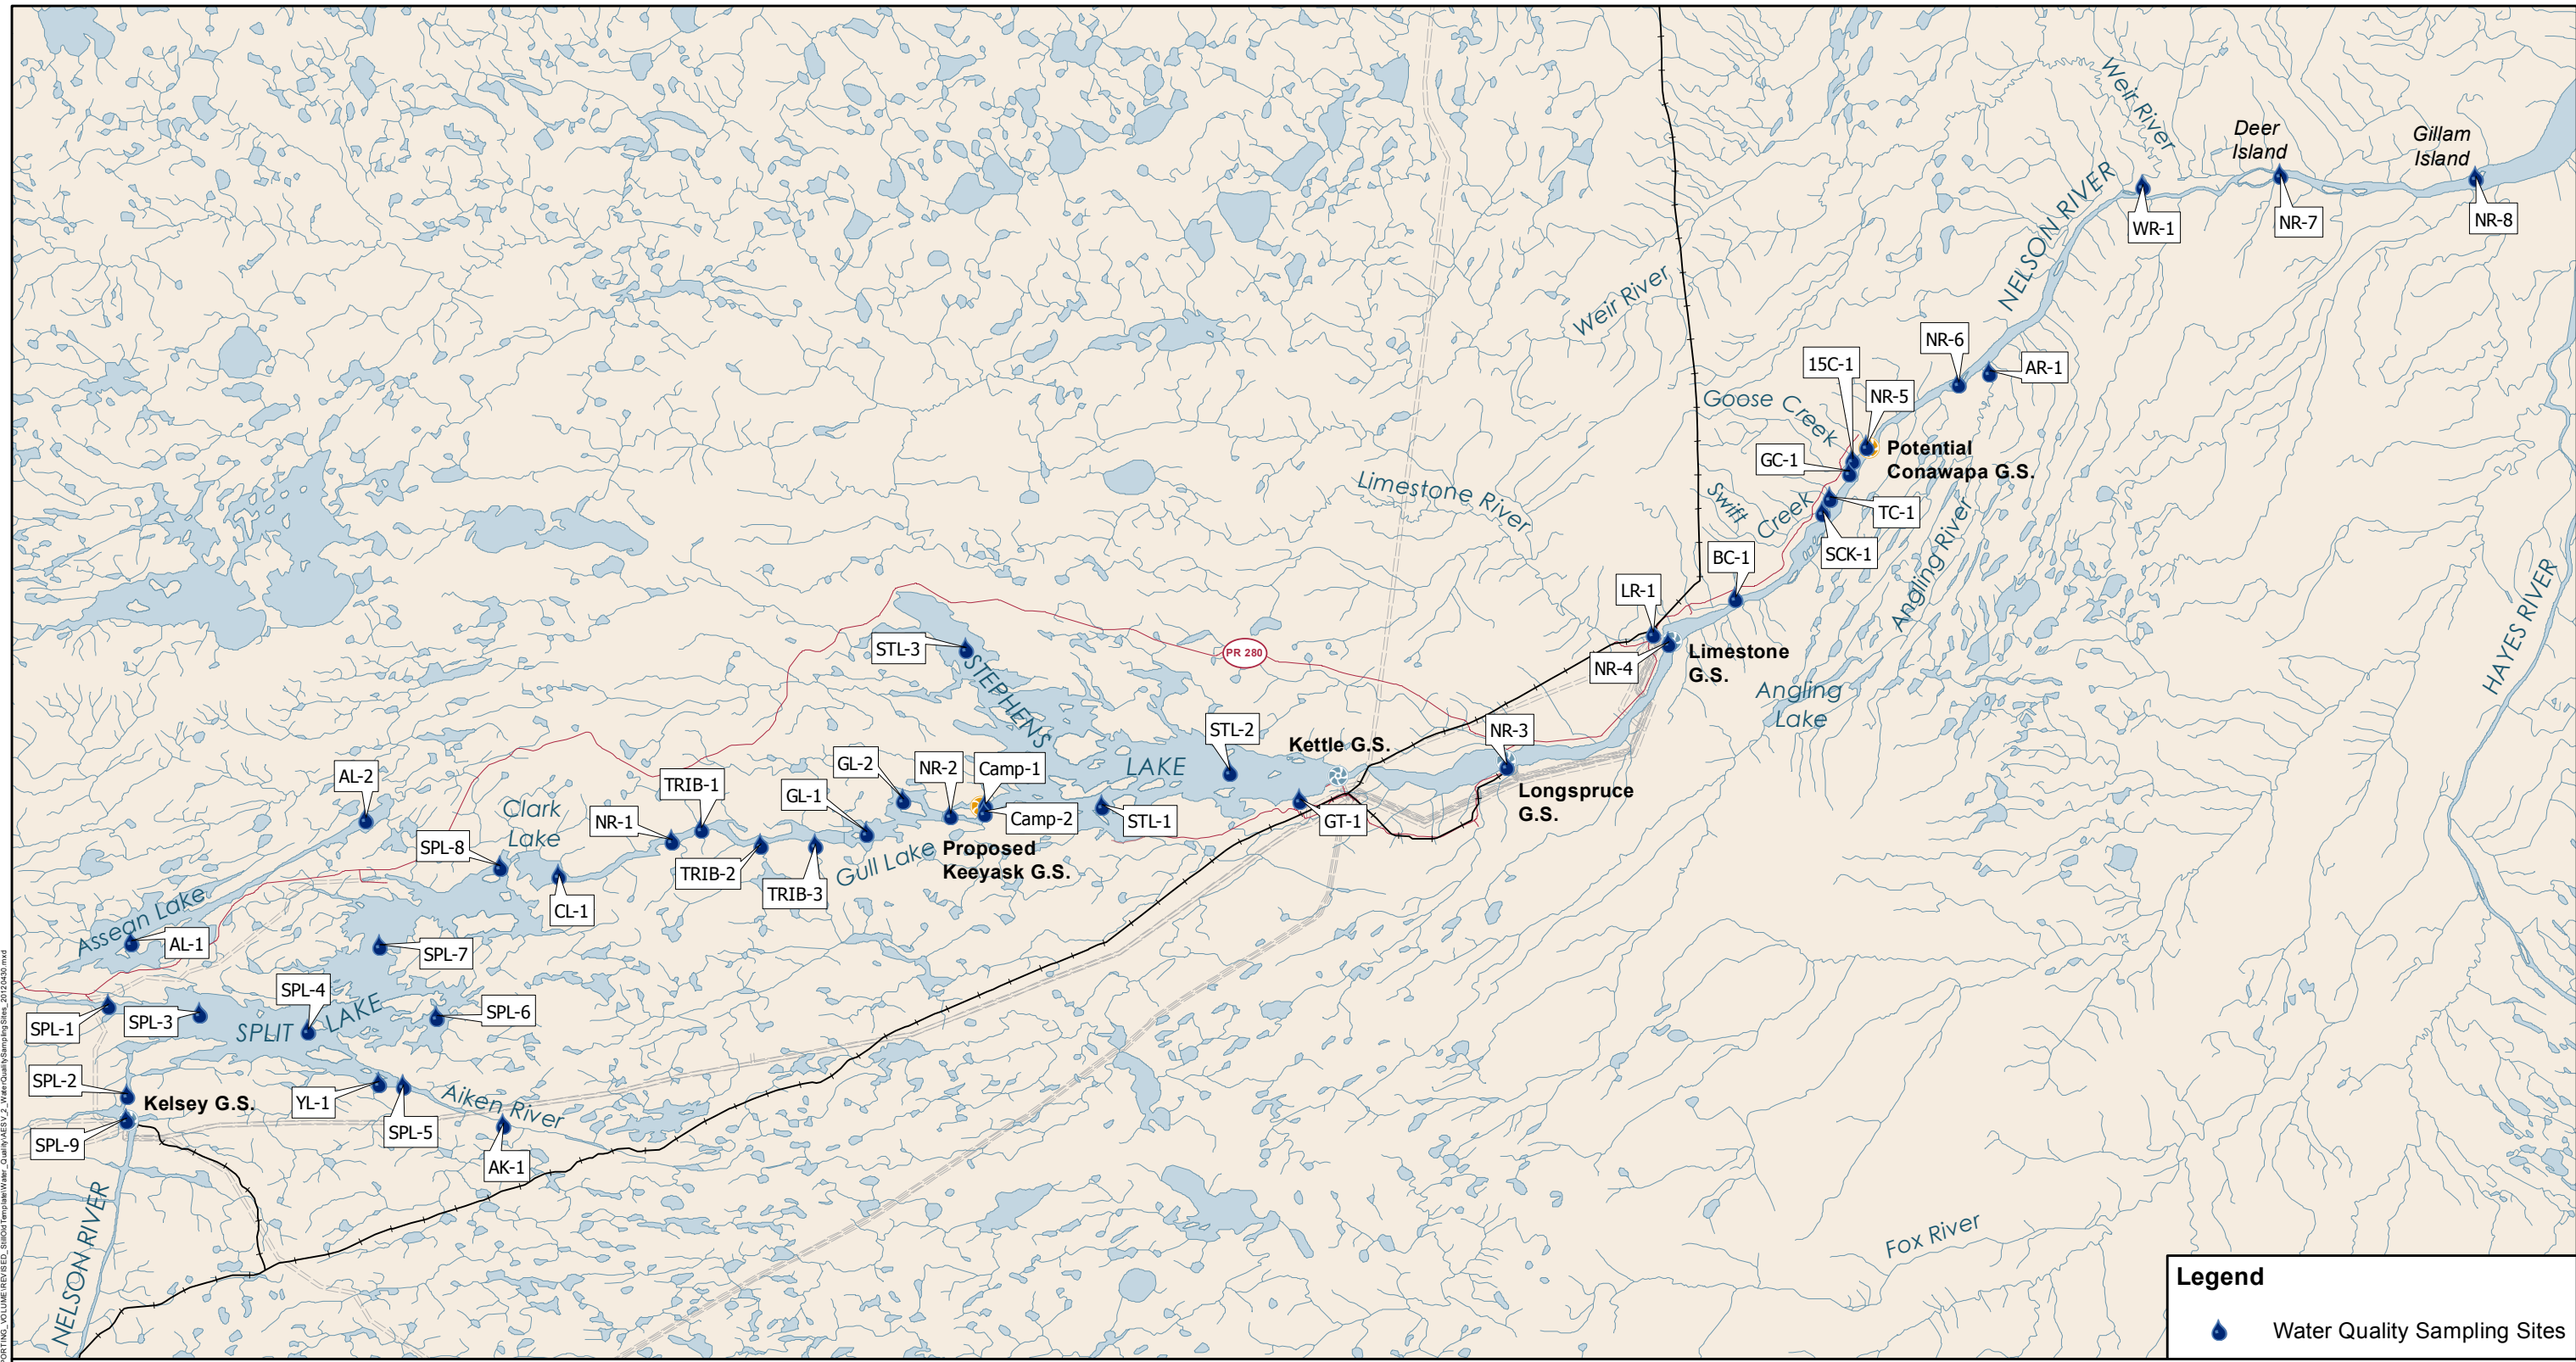 Weir River
Deer
Island
Gillam
Island
NELSON RIVER
WR-1
NR-7
NR-8
Weir River
NR-6
AR-1
15C-1
NR-5
Goose Creek
GC-1
Potential
Conawapa G.S.
Limestone River
Swift
Creek
TC-1
SCK-1
Angling River
BC-1
LR-1
NR-4
Limestone
G.S.
Angling
Lake
HAYES RIVER
PR 280
STL-3
STEPHENS
LAKE
STL-2
Kettle G.S.
NR-3
Longspruce
G.S.
GL-2
NR-2
Camp-1
Camp-2
STL-1
GT-1
AL-2
TRIB-1
GL-1
Clark
Lake
NR-1
SPL-8
TRIB-2
TRIB-3
Gull Lake
Proposed
Keeyask G.S.
CL-1
Assean Lake
AL-1
SPL-7
SPL-4
SPL-1
SPL-3
SPLIT
LAKE
SPL-6
SPL-2
Kelsey G.S.
YL-1
SPL-5
Aiken River
SPL-9
AK-1
NELSON RIVER
Fox River
Legend
Water Quality Sampling Sites